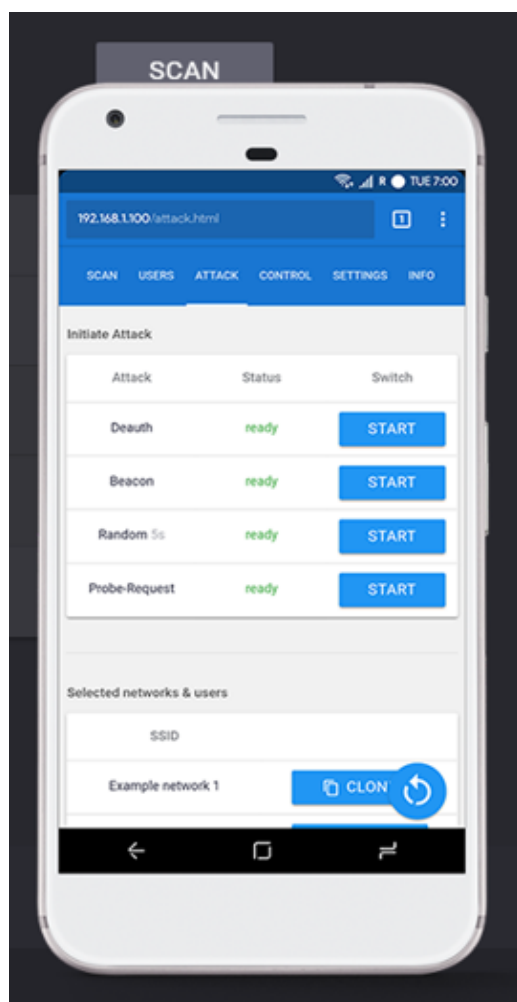 SCAN
R TUE 7:00
192.168.1.100/attack.html 1
SCAN USERS ATTACK CONTROL SETTINGS INFO
Initiate Attack
Attack Status Switch
Deauth ready START
Beacon ready START
Random 5s ready START
Probe-Request ready START
Selected networks & users
SSID
Example network 1 CLON